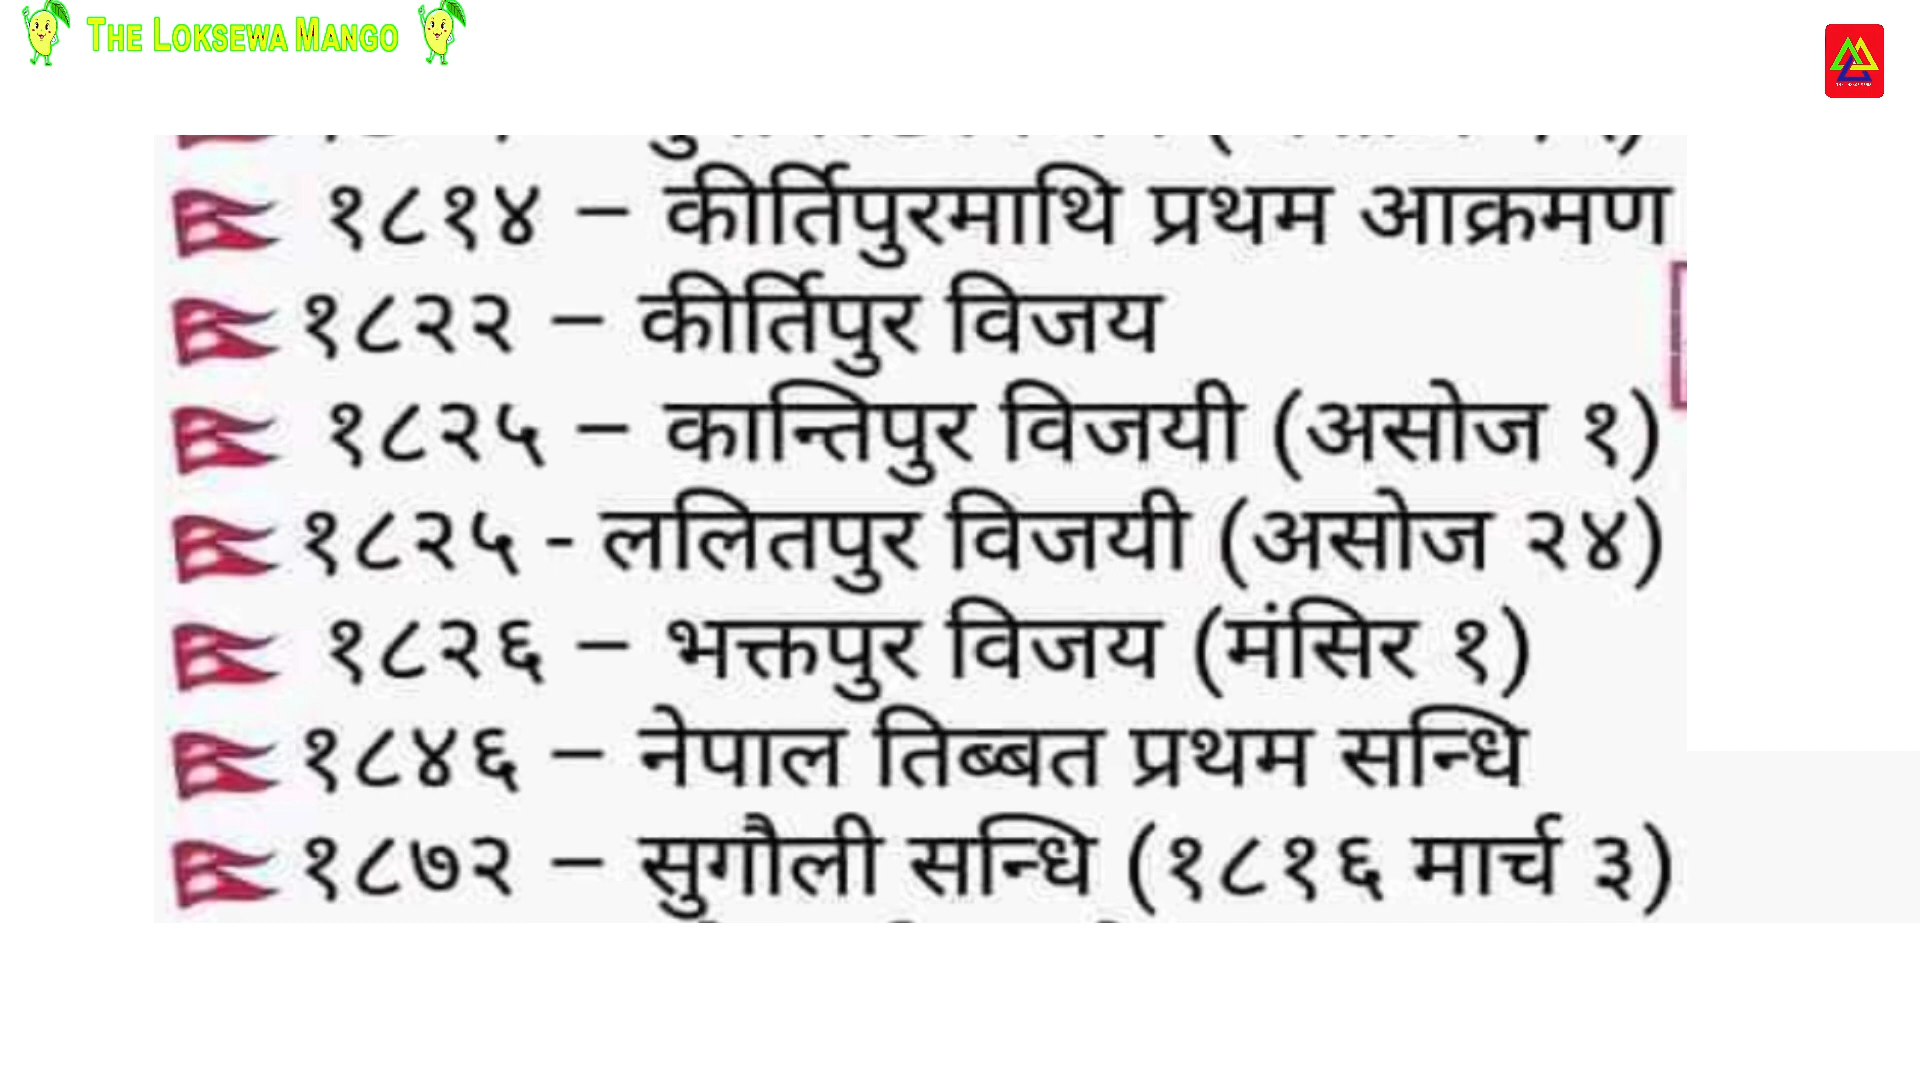 THE LOKSEWA MANGO
१८१४ – कीर्तिपुरमाथि प्रथम आक्रमण
१८२२ – कीर्तिपुर विजय
१८२५ – कान्तिपुर विजयी (असोज १)
१८२५ - ललितपुर विजयी (असोज २४)
१८२६ – भक्तपुर विजय (मंसिर १)
१८४६ – नेपाल तिब्बत प्रथम सन्धि
१८७२ – सुगौली सन्धि (१८१६ मार्च ३)